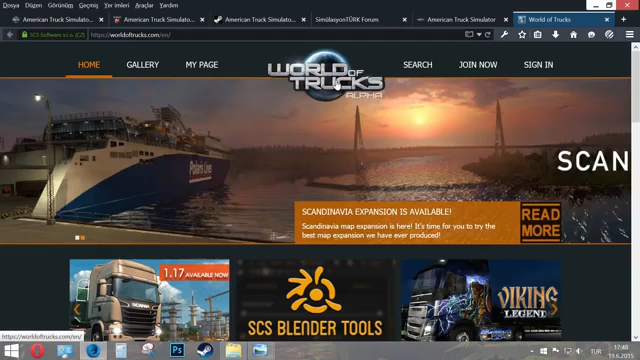 Dosya Düzen Görünüm Geçmiş Yer imleri Araçlar Yardım
American Truck Simulato...
American Truck Simulato...
American Truck Simulato...
SimülasyonTÜRK Forum
American Truck Simulator
World of Trucks
SCS Software s.r.o. (CZ)
https://worldoftrucks.com/en/
HOME
GALLERY
MY PAGE
WORLD OF
TRUCKS
ALPHA
SEARCH
JOIN NOW
SIGN IN
Polaris Lines
SCAN
SCANDINAVIA EXPANSION IS AVAILABLE!
Scandinavia map expansion is here! It's time for you to try the
best map expansion we have ever produced!
READ
MORE
1.17 AVAILABLE NOW
SCANIA
SCS BLENDER TOOLS
VIKING
LEGEND
https://worldoftrucks.com/en/
TUR
17:48
19.6.2015